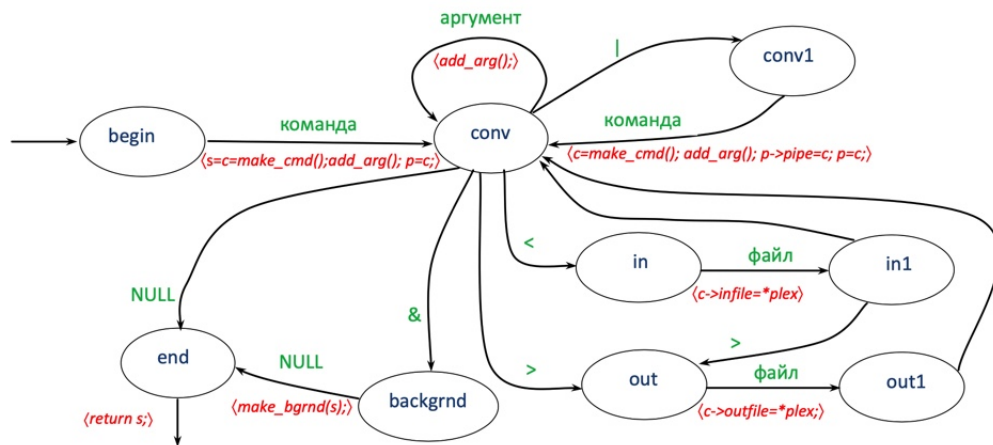 аргумент
⟨add_arg();⟩
|
conv1
begin
команда
conv
команда
⟨s=c=make_cmd();add_arg(); p=c;⟩
⟨c=make_cmd(); add_arg(); p->pipe=c; p=c;⟩
<
in
файл
in1
NULL
⟨c->infile=*plex⟩
&
>
end
NULL
>
out
файл
out1
⟨return s;⟩
⟨make_bgrnd(s);⟩
backgrnd
⟨c->outfile=*plex;⟩